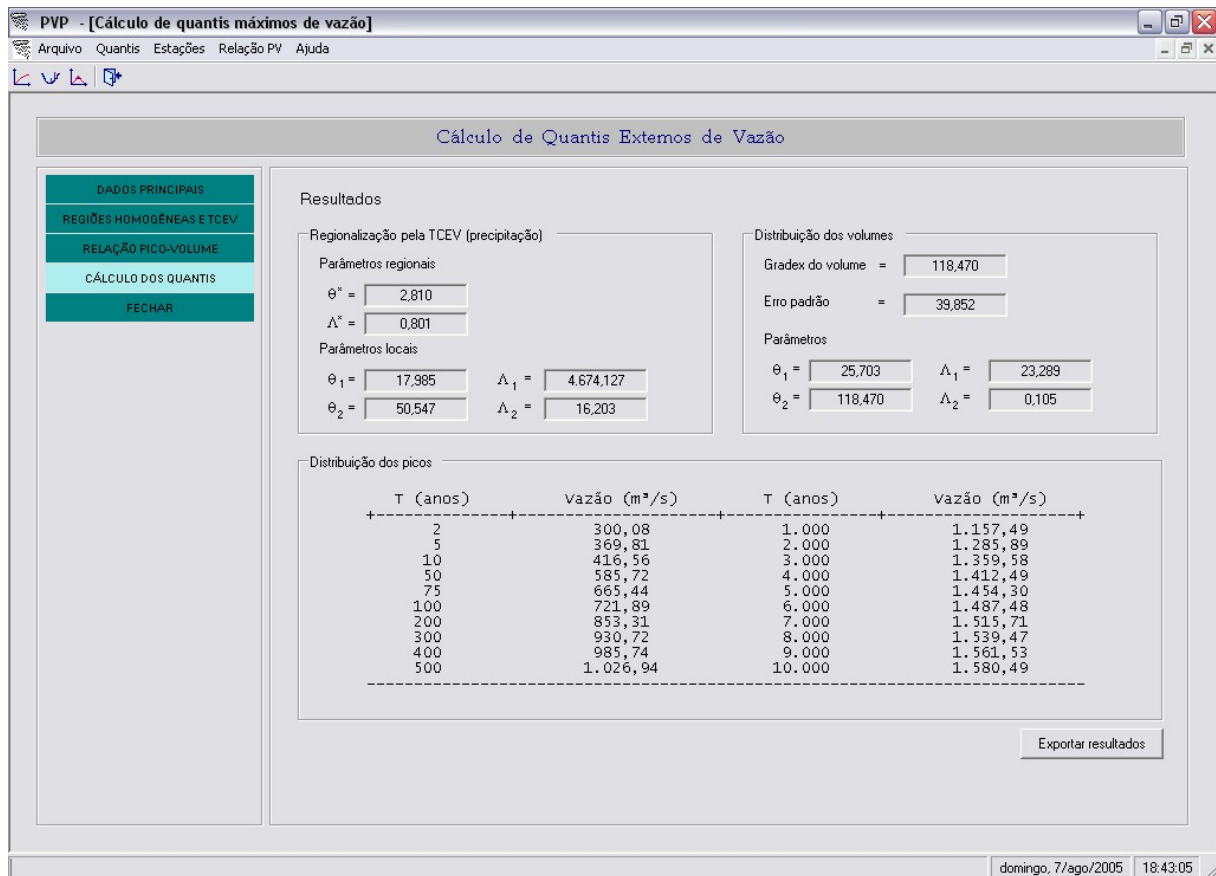 PVP - [Cálculo de quantis máximos de vazão]
Arquivo Quantis Estações Relação PV Ajuda
Cálculo de Quantis Extemos de Vazão
DADOS PRINCIPAIS
REGIÕES HOMOGÊNEAS E TCEV
RELAÇÃO PICO-VOLUME
CÁLCULO DOS QUANTIS
FECHAR
Resultados
Regionalização pela TCEV (precipitação)
Parâmetros regionais
θ* = 2,810
Λ* = 0,801
Parâmetros locais
θ1 = 17,985 Λ1 = 4.674,127
θ2 = 50,547 Λ2 = 16,203
Distribuição dos volumes
Gradex do volume = 118,470
Erro padrão = 39,852
Parâmetros
θ1 = 25,703 Λ1 = 23,289
θ2 = 118,470 Λ2 = 0,105
Distribuição dos picos
T (anos) Vazão (m³/s) T (anos) Vazão (m³/s)
2 300,08 1.000 1.157,49
5 369,81 2.000 1.285,89
10 416,56 3.000 1.359,58
50 585,72 4.000 1.412,49
75 665,44 5.000 1.454,30
100 721,89 6.000 1.487,48
200 853,31 7.000 1.515,71
300 930,72 8.000 1.539,47
400 985,74 9.000 1.561,53
500 1.026,94 10.000 1.580,49
Exportar resultados
domingo, 7/ago/2005 18:43:05